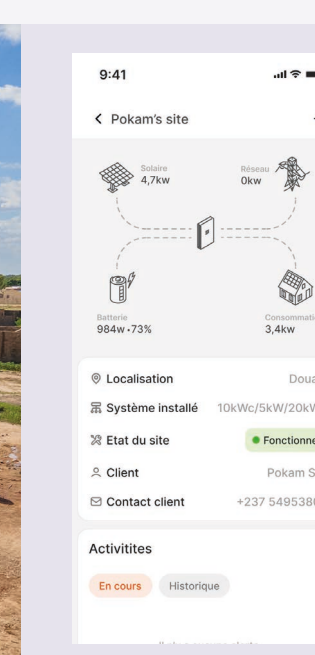 9:41
Pokam's site
Solaire
4,7kw
Réseau
0kw
Batterie
984w •73%
Consommati
3,4kw
Localisation
Doua
Système installé
10kWc/5kW/20kW
Etat du site
Fonctionne
Client
Pokam S
Contact client
+237 5495380
Activitites
En cours
Historique